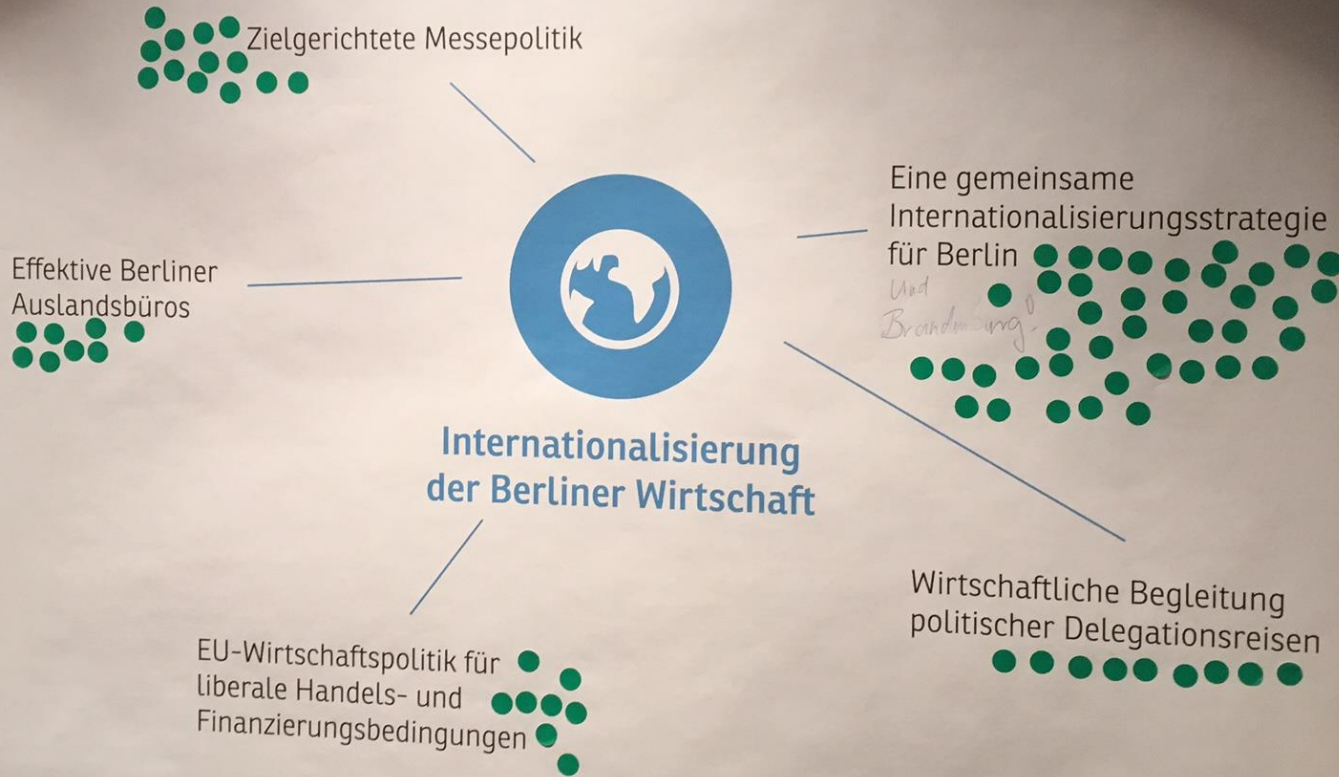 Zielgerichtete Messepolitik
Eine gemeinsame
Internationalisierungsstrategie
für Berlin
Und
Brandenburg!
Effektive Berliner
Auslandsbüros
Internationalisierung
der Berliner Wirtschaft
Wirtschaftliche Begleitung
politischer Delegationsreisen
EU-Wirtschaftspolitik für
liberale Handels- und
Finanzierungsbedingungen